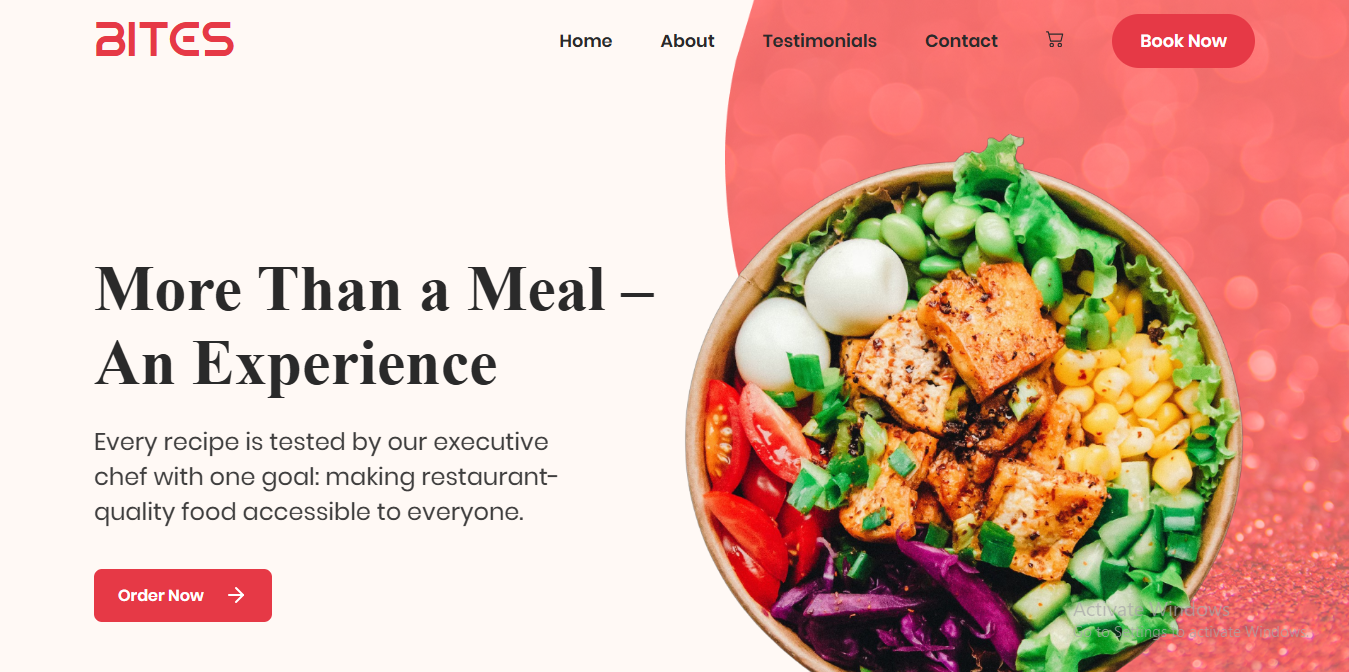 BITES
Home About Testimonials Contact Book Now
More Than a Meal –
An Experience
Every recipe is tested by our executive
chef with one goal: making restaurant-
quality food accessible to everyone.
Order Now
Activate Windows
Go to Settings to activate Windows.